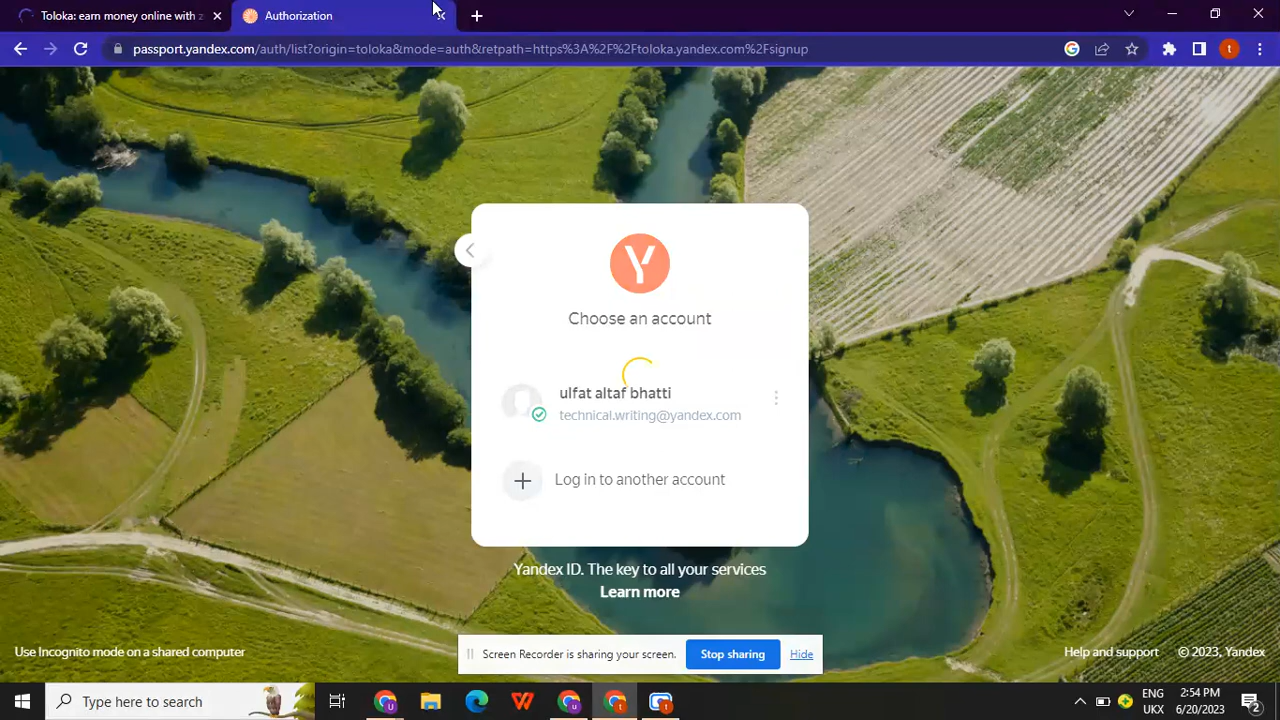 Toloka: earn money online with
Authorization
passport.yandex.com/auth/list?origin=toloka&mode=auth&retpath=https%3A%2F%2Ftoloka.yandex.com%2Fsignup
G
t
Y
Choose an account
ulfat altaf bhatti
technical.writing@yandex.com
Log in to another account
Yandex ID. The key to all your services
Learn more
Screen Recorder is sharing your screen.
Stop sharing
Hide
Use Incognito mode on a shared computer
Help and support
© 2023, Yandex
Type here to search
ENG
UKX
2:54 PM
6/20/2023
2